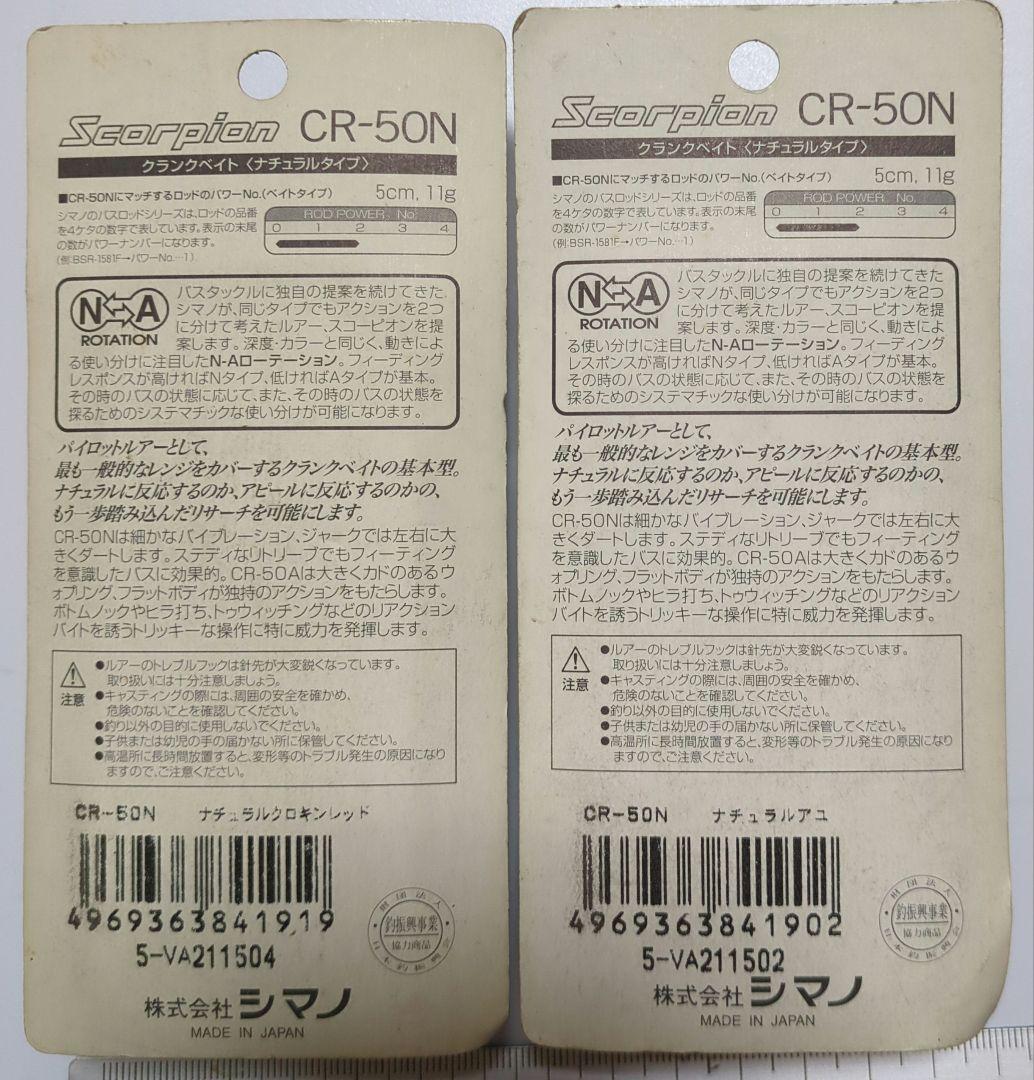 Scorpion CR-50N
クランクベイト〈ナチュラルタイプ〉
■CR-50NにマッチするロッドのパワーNo.(ベイトタイプ) 5cm, 11g
シマノのバスロッドシリーズは、ロッドの品番
を4ケタの数字で表しています。表示の末尾
の数がパワーナンバーになります。
(例:BSR-1581F→パワーNo.…1)
ROD POWER No.
0 1 2 3 4
N A
ROTATION
バスタックルに独自の提案を続けてきた
シマノが、同じタイプでもアクションを2つ
に分けて考えたルアー、スコーピオンを提
案します。深度・カラーと同じく、動きによ
る使い分けに注目したN-Aローテーション。フィーディング
レスポンスが高ければNタイプ、低ければAタイプが基本。
その時のバスの状態に応じて、また、その時のバスの状態を
探るためのシステマチックな使い分けが可能になります。
パイロットルアーとして、
最も一般的なレンジをカバーするクランクベイトの基本型。
ナチュラルに反応するのか、アピールに反応するのかの、
もう一歩踏み込んだリサーチを可能にします。
CR-50Nは細かなバイブレーション、ジャークでは左右に大
きくダートします。ステディなリトリーブでもフィーティング
を意識したバスに効果的。CR-50Aは大きくカドのあるウ
ォブリング、フラットボディが独持のアクションをもたらします。
ボトムノックやヒラ打ち、トゥウィッチングなどのリアクション
バイトを誘うトリッキーな操作に特に威力を発揮します。
注意
●ルアーのトレブルフックは針先が大変鋭くなっています。
取り扱いには十分注意しましょう。
●キャスティングの際には、周囲の安全を確かめ、
危険のないことを確認してください。
●釣り以外の目的に使用しないでください。
●子供または幼児の手の届かない所に保管してください。
●高温所に長時間放置すると、変形等のトラブル発生の原因になり
ますので、ご注意ください。
CR-50N ナチュラルクロキンレッド
4969363841919
5-VA211504
財団法人
釣振興事業
協力商品
日本釣振興会
株式会社シマノ
MADE IN JAPAN
Scorpion CR-50N
クランクベイト〈ナチュラルタイプ〉
■CR-50NにマッチするロッドのパワーNo.(ベイトタイプ) 5cm, 11g
シマノのバスロッドシリーズは、ロッドの品番
を4ケタの数字で表しています。表示の末尾
の数がパワーナンバーになります。
(例:BSR-1581F→パワーNo.…1)
ROD POWER No.
0 1 2 3 4
N A
ROTATION
バスタックルに独自の提案を続けてきた
シマノが、同じタイプでもアクションを2つ
に分けて考えたルアー、スコーピオンを提
案します。深度・カラーと同じく、動きによ
る使い分けに注目したN-Aローテーション。フィーディング
レスポンスが高ければNタイプ、低ければAタイプが基本。
その時のバスの状態に応じて、また、その時のバスの状態を
探るためのシステマチックな使い分けが可能になります。
パイロットルアーとして、
最も一般的なレンジをカバーするクランクベイトの基本型。
ナチュラルに反応するのか、アピールに反応するのかの、
もう一歩踏み込んだリサーチを可能にします。
CR-50Nは細かなバイブレーション、ジャークでは左右に大
きくダートします。ステディなリトリーブでもフィーティング
を意識したバスに効果的。CR-50Aは大きくカドのあるウ
ォブリング、フラットボディが独持のアクションをもたらします。
ボトムノックやヒラ打ち、トゥウィッチングなどのリアクション
バイトを誘うトリッキーな操作に特に威力を発揮します。
注意
●ルアーのトレブルフックは針先が大変鋭くなっています。
取り扱いには十分注意しましょう。
●キャスティングの際には、周囲の安全を確かめ、
危険のないことを確認してください。
●釣り以外の目的に使用しないでください。
●子供または幼児の手の届かない所に保管してください。
●高温所に長時間放置すると、変形等のトラブル発生の原因になり
ますので、ご注意ください。
CR-50N ナチュラルアユ
4969363841902
5-VA211502
財団法人
釣振興事業
協力商品
日本釣振興会
株式会社シマノ
MADE IN JAPAN